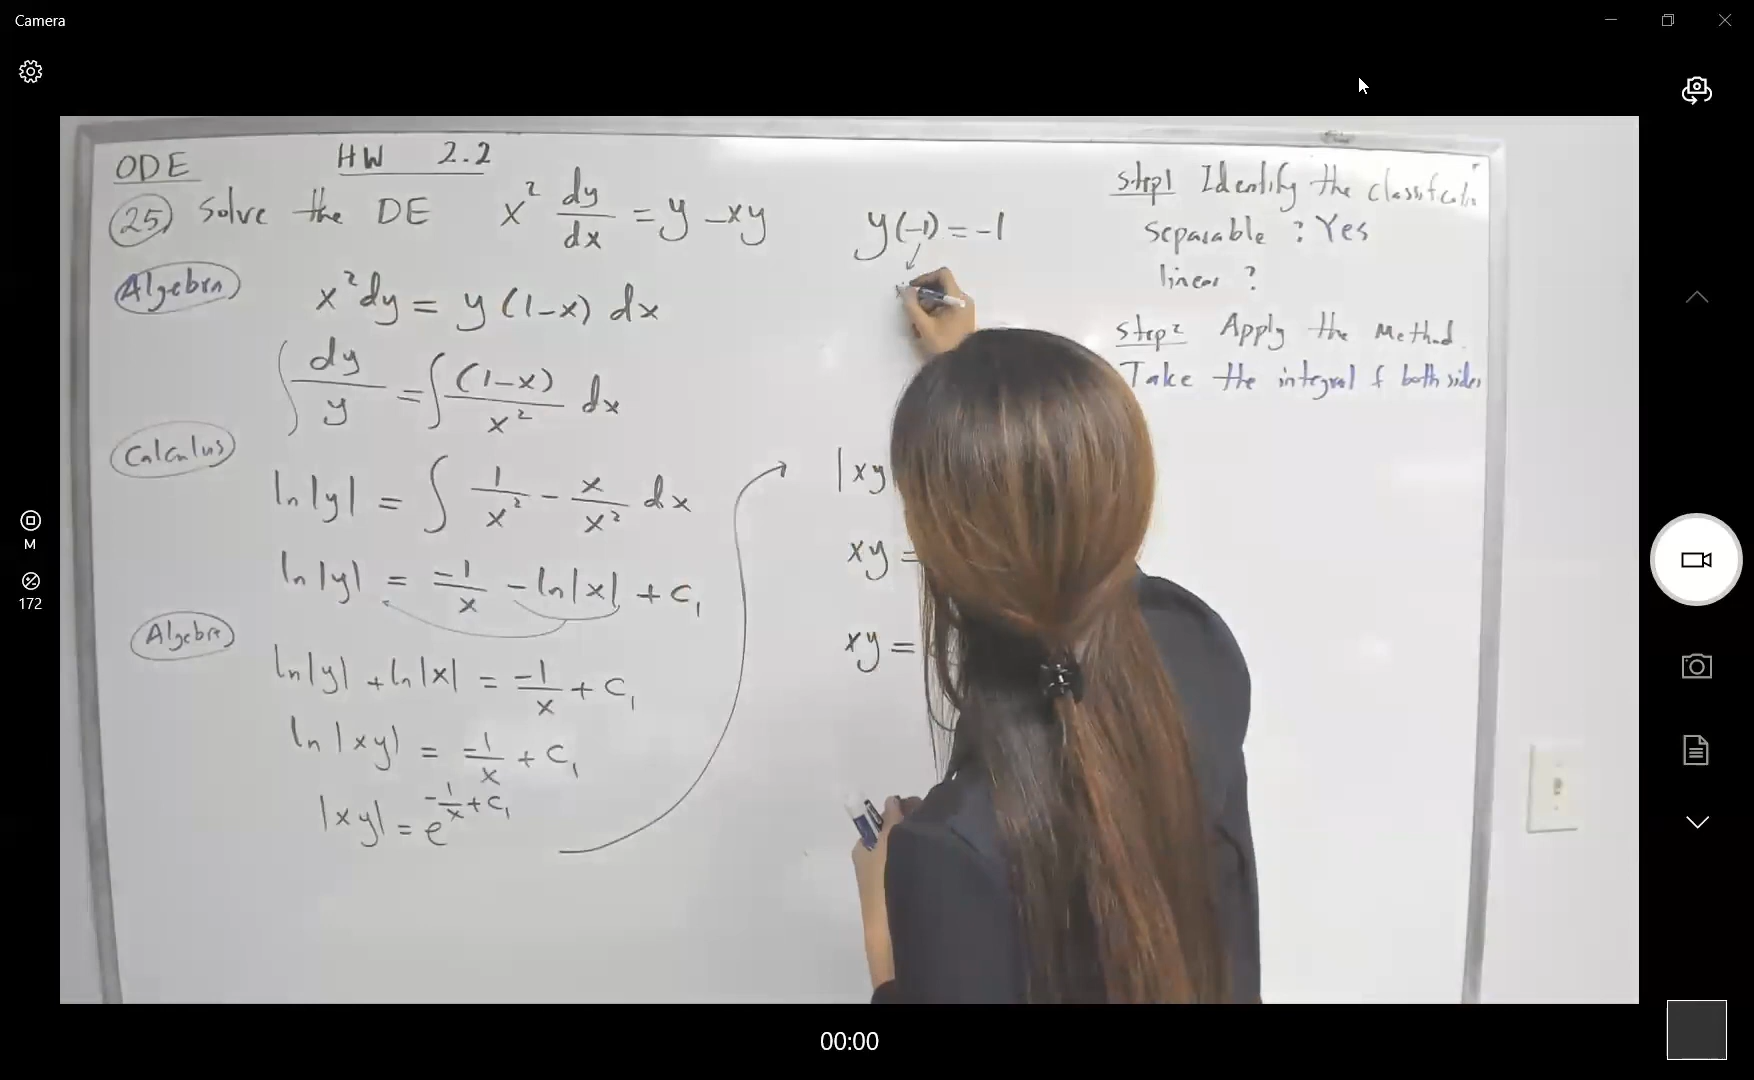 Camera
ODE HW 2.2
(25) Solve the DE x² dy/dx = y - xy y(-1) = -1
Algebra x² dy = y (1-x) dx
∫ dy/y = ∫ (1-x)/x² dx
Calculus
ln|y| = ∫ 1/x² - x/x² dx
ln|y| = -1/x - ln|x| + C₁
Algebra
ln|y| + ln|x| = -1/x + C₁
ln|xy| = -1/x + C₁
|xy| = e^(-1/x + C₁)
|xy
xy =
xy =
Step1 Identify the
Separable ? Yes
linear ?
Step2 Apply the Method.
Take the integral f both sides
M
172
00:00